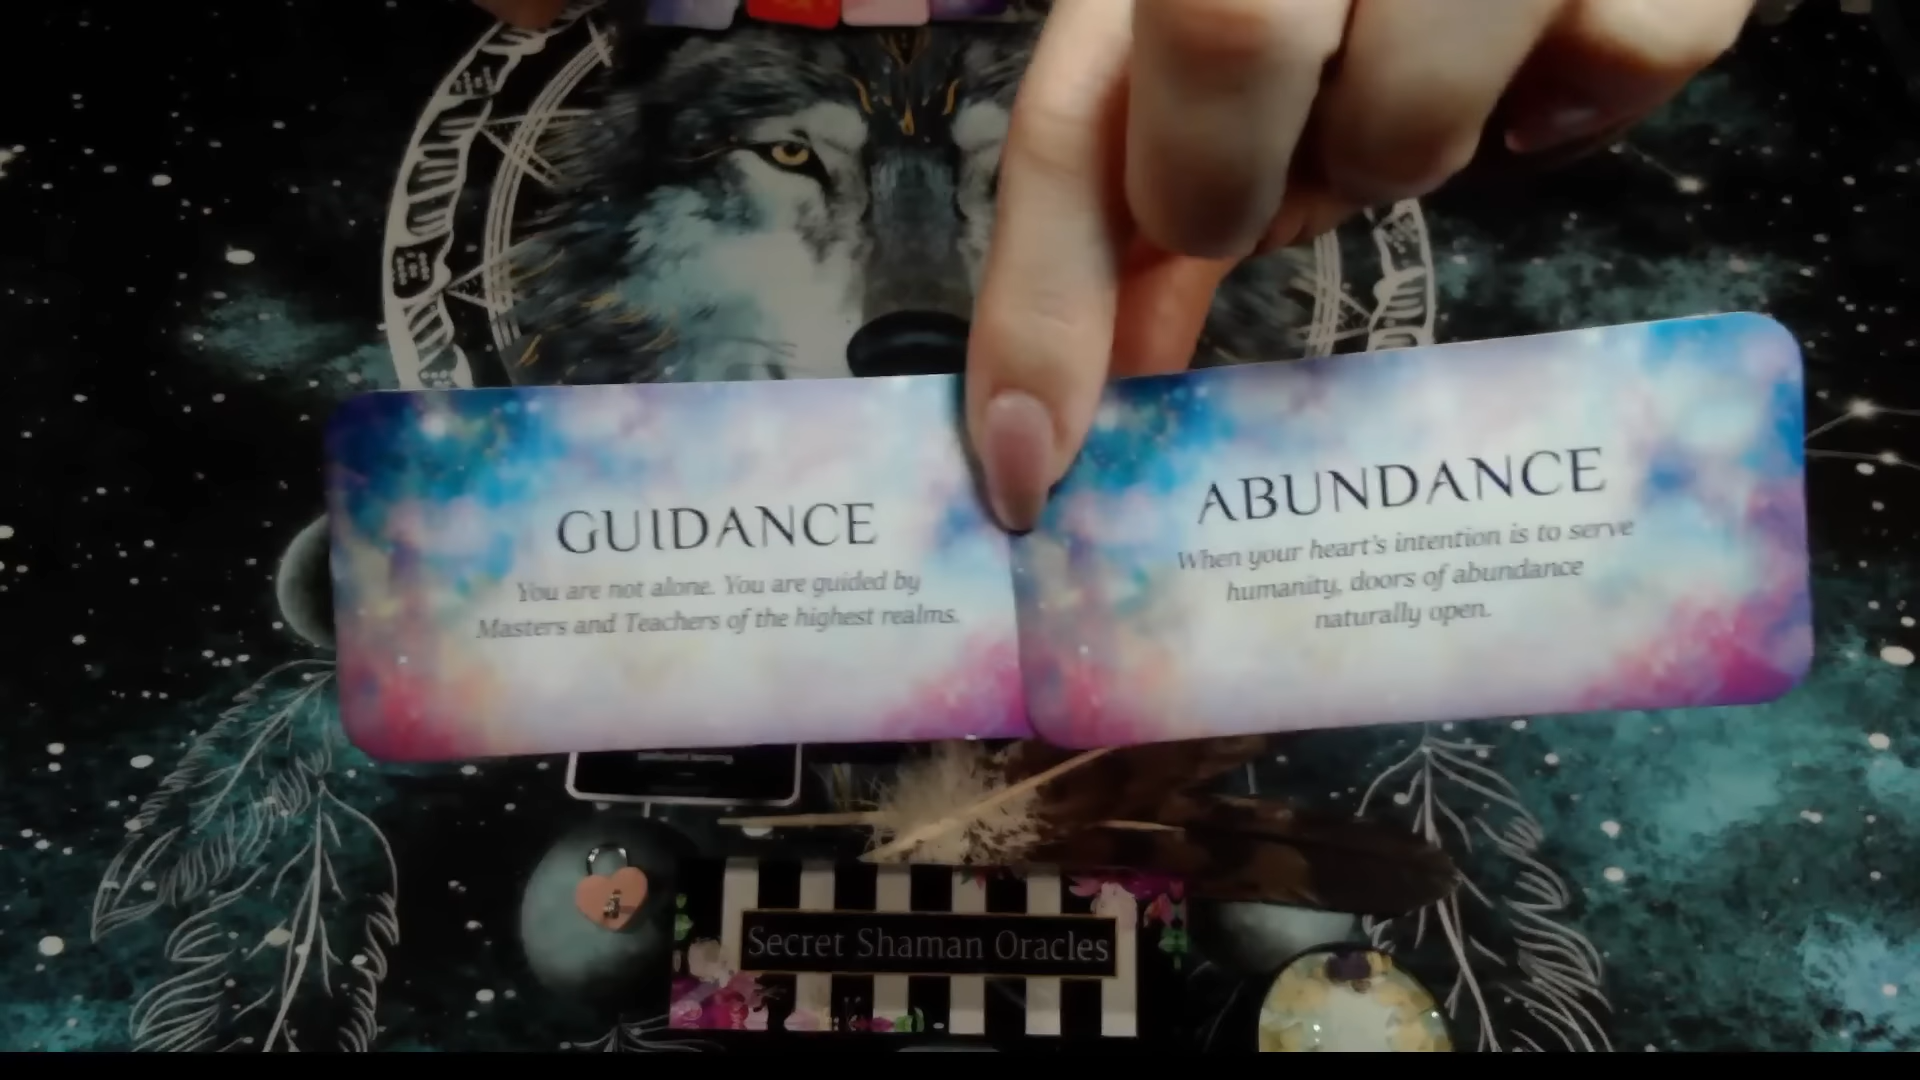 GUIDANCE
You are not alone. You are guided by
Masters and Teachers of the highest realms.
ABUNDANCE
When your heart's intention is to serve
humanity, doors of abundance
naturally open.
Secret Shaman Oracles